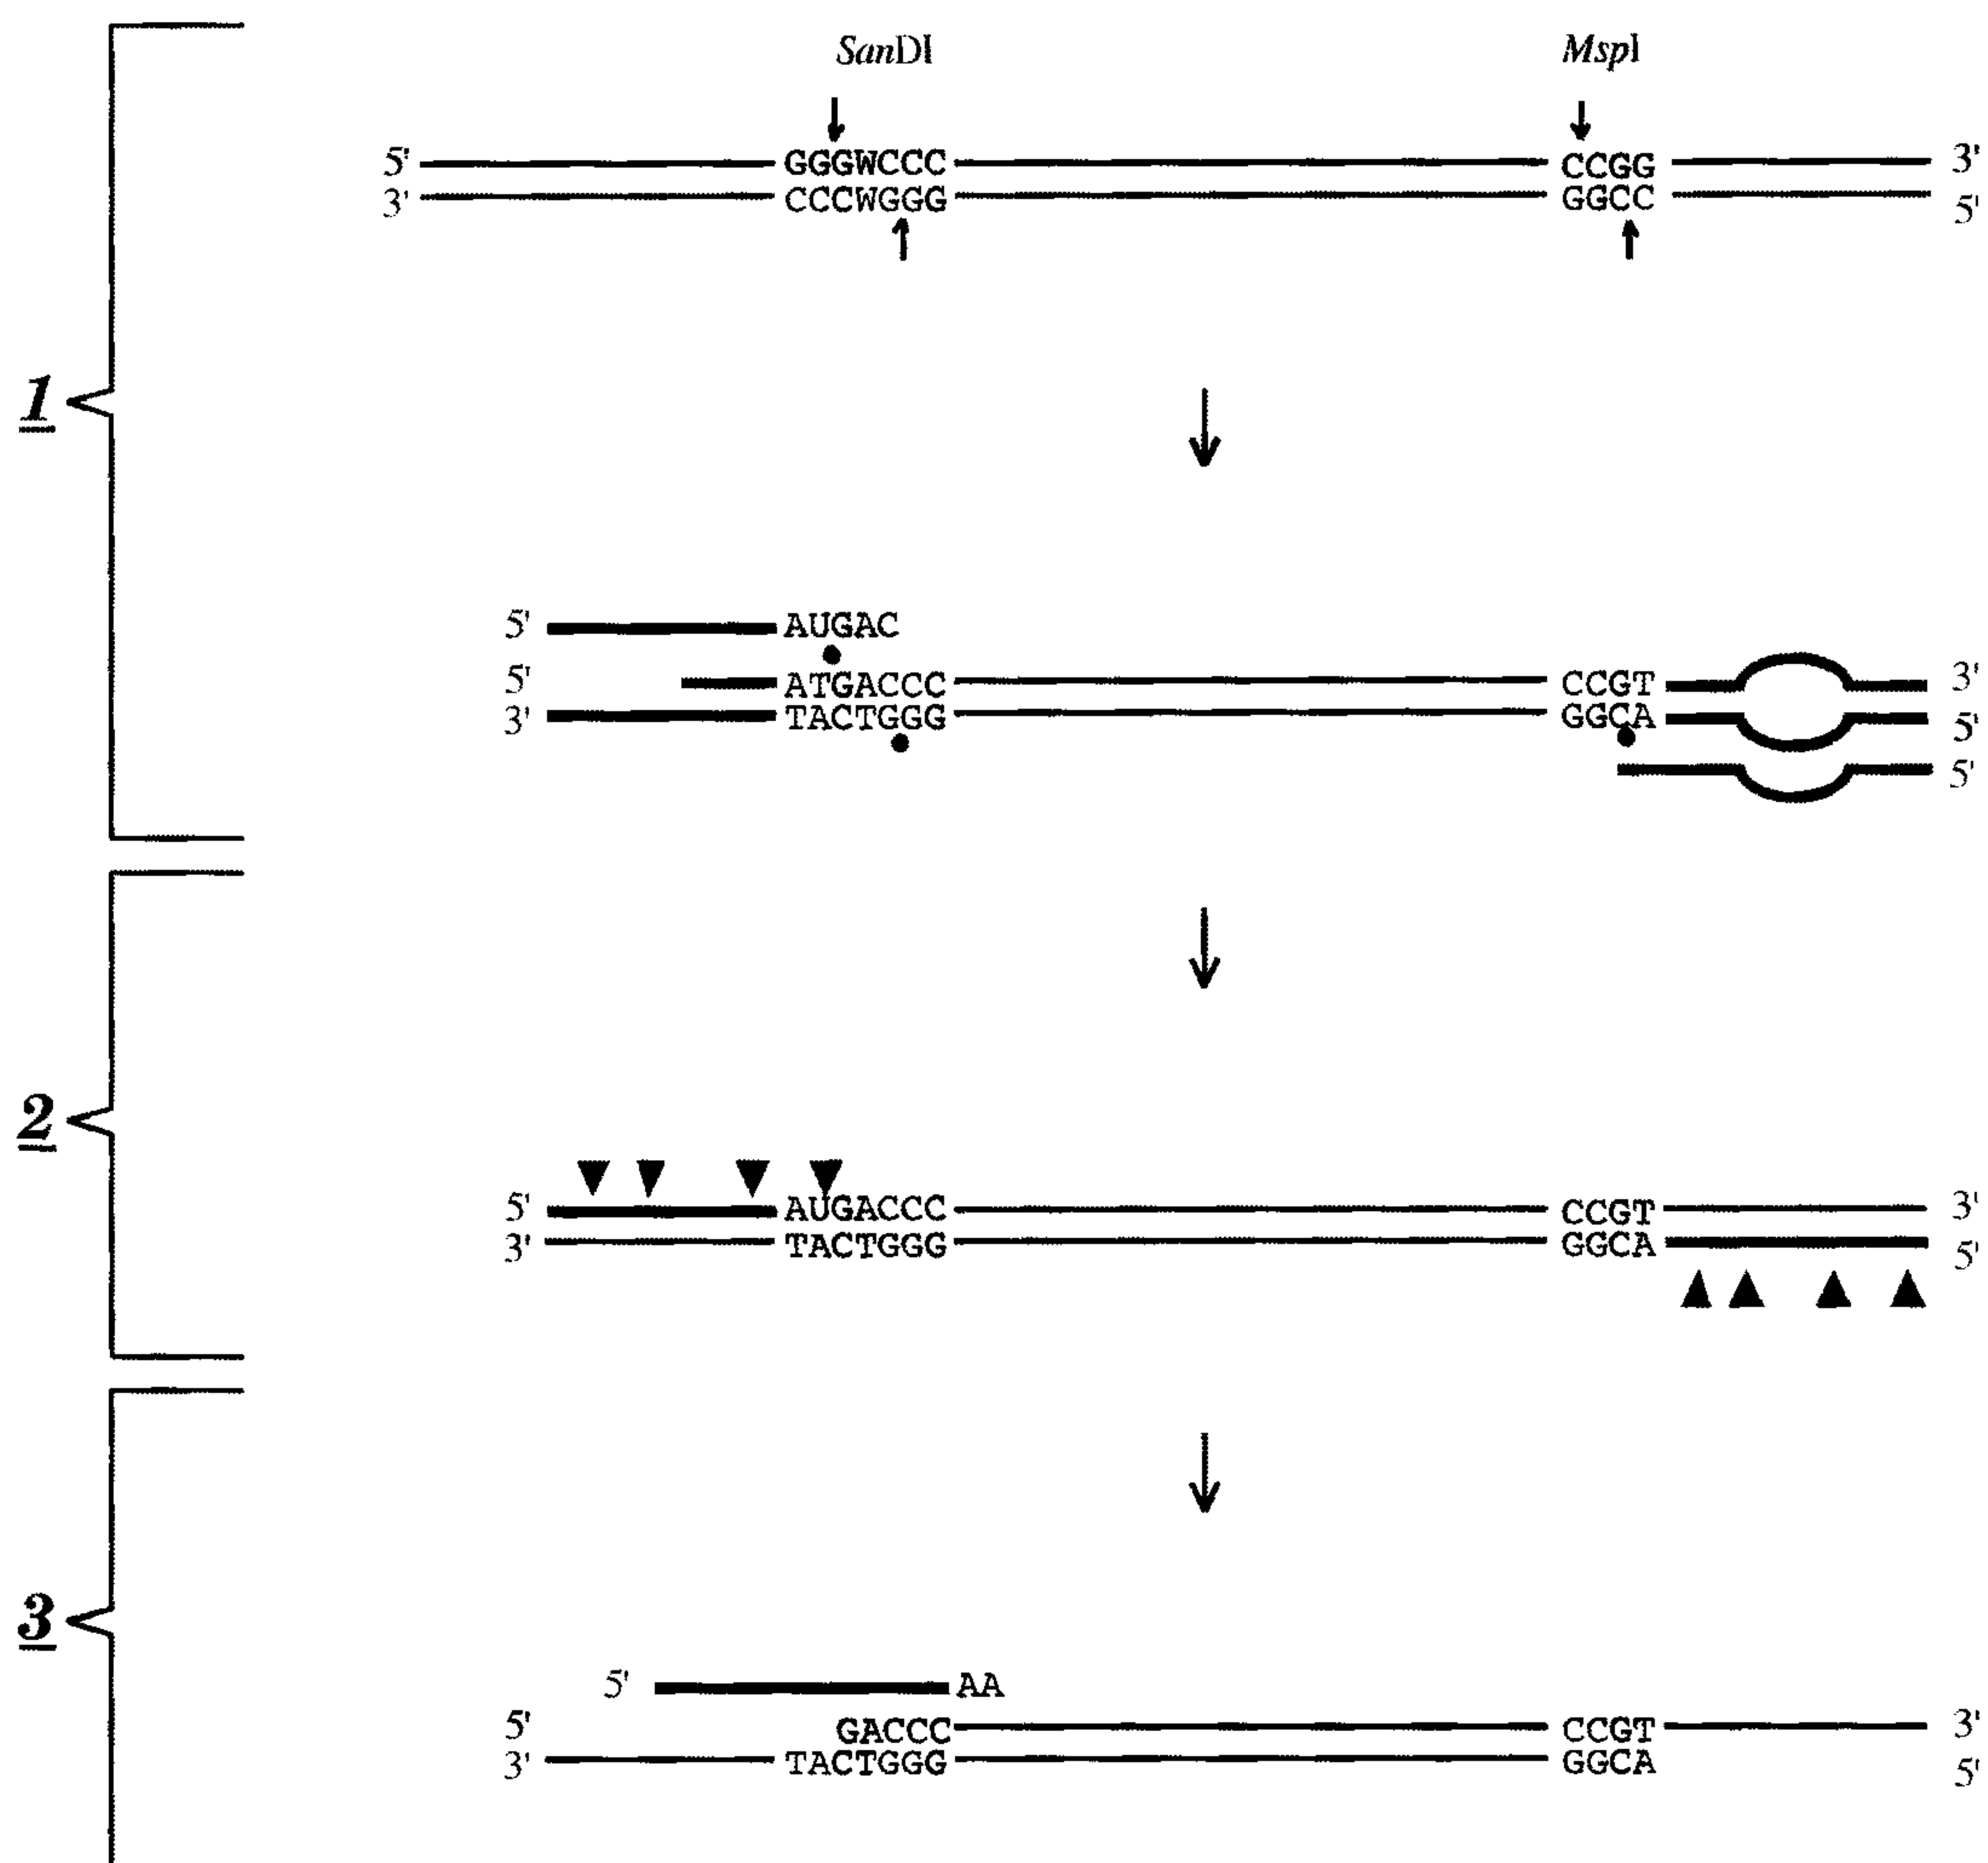 SanDI MspI
5' GGGWCCC CCGG 3'
3' CCCWGGG GGCC 5'
1
5' AUGAC
5' ATGACCC CCGT 3'
3' TACTGGG GGCA 5'
5'
2
5' AUGACCC CCGT 3'
3' TACTGGG GGCA 5'
3
5' AA
5' GACCC CCGT 3'
3' TACTGGG GGCA 5'